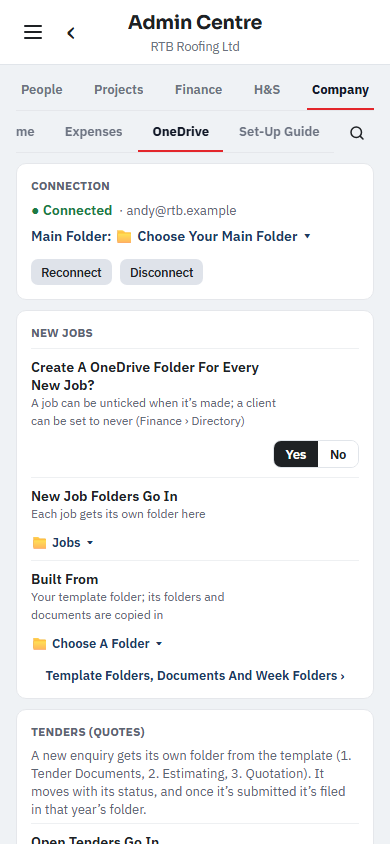 Admin Centre
RTB Roofing Ltd
People Projects Finance H&S Company
me Expenses OneDrive Set-Up Guide
CONNECTION
● Connected · andy@rtb.example
Main Folder: Choose Your Main Folder
Reconnect Disconnect
NEW JOBS
Create A OneDrive Folder For Every
New Job?
A job can be unticked when it's made; a client
can be set to never (Finance › Directory)
Yes No
New Job Folders Go In
Each job gets its own folder here
Jobs
Built From
Your template folder; its folders and
documents are copied in
Choose A Folder
Template Folders, Documents And Week Folders ›
TENDERS (QUOTES)
A new enquiry gets its own folder from the template (1.
Tender Documents, 2. Estimating, 3. Quotation). It
moves with its status, and once it's submitted it's filed
in that year's folder.
Open Tenders Go In